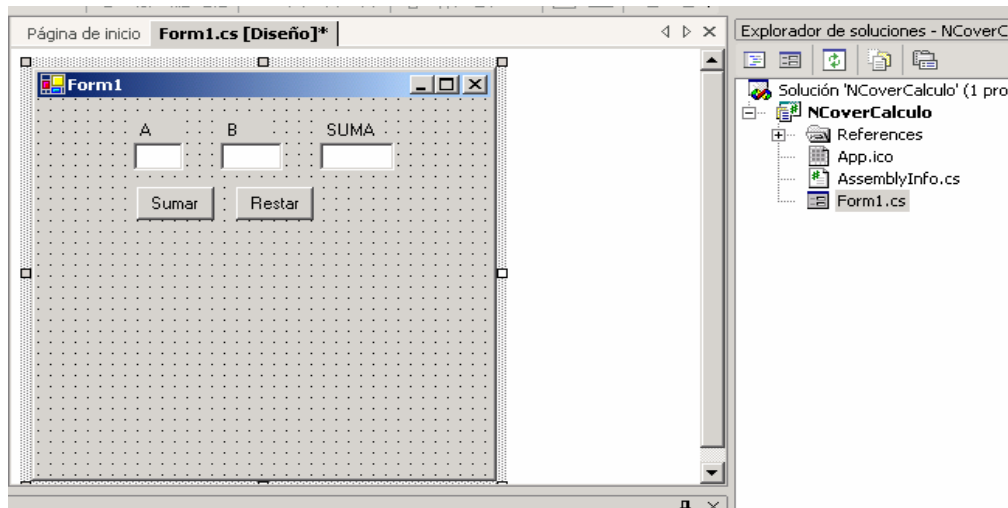 Página de inicio Form1.cs [Diseño]*
Form1
A B SUMA
Sumar Restar
Explorador de soluciones - NCoverC
Solución 'NCoverCalculo' (1 pro
NCoverCalculo
References
App.ico
AssemblyInfo.cs
Form1.cs